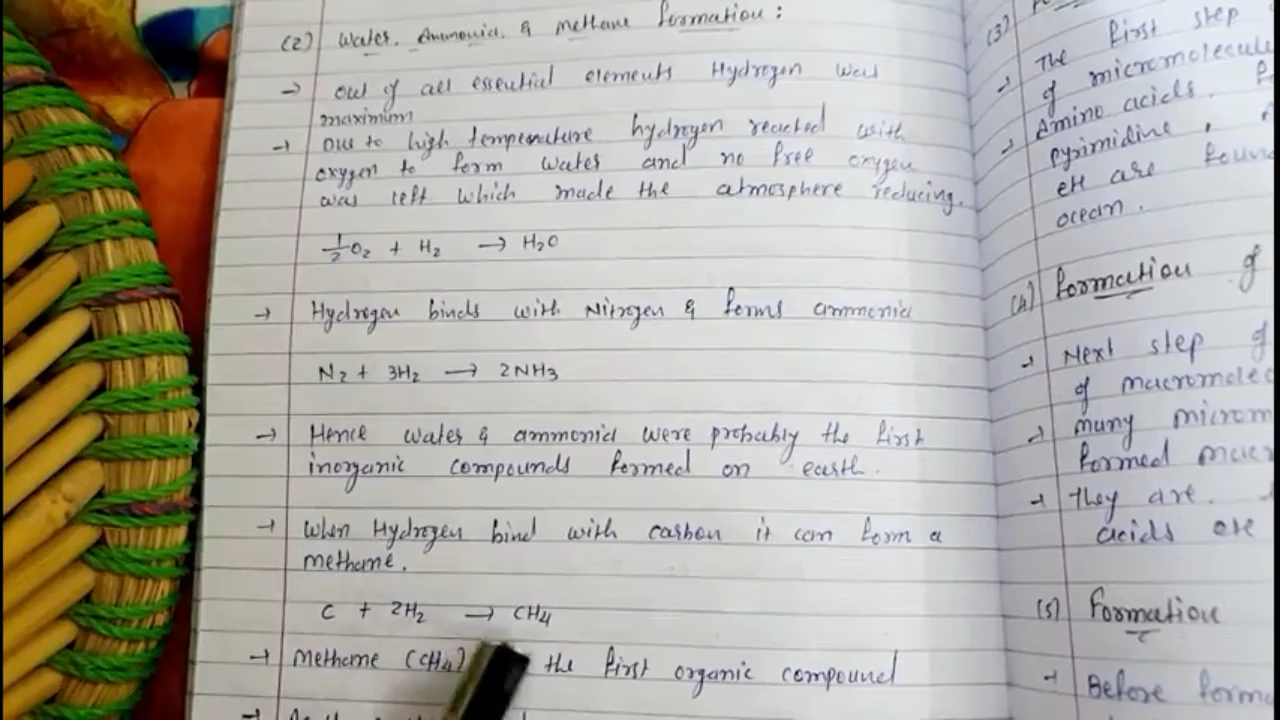 (2) Water, Ammonia & Methane formation:
→ Out of all essential elements Hydrogen was
maximum
→ Due to high temperature hydrogen reacted with
oxygen to form water and no free oxygen
was left which made the atmosphere reducing.
½O2 + H2 → H2O
→ Hydrogen binds with Nitrogen & forms ammonia
N2 + 3H2 → 2NH3
→ Hence water & ammonia were probably the first
inorganic compounds formed on earth.
→ When Hydrogen bind with carbon it can form a
methane.
C + 2H2 → CH4
→ Methane (CH4) the first organic compound
(3)
→ The first step
of micromolecule
Amino acids.
→ Pyrimidine,
etc are found
ocean.
(4) Formation of
→ Next step of
of macromolec
→ many microm
formed macr
→ They are.
acids etc
(5) Formation
→ Before forma